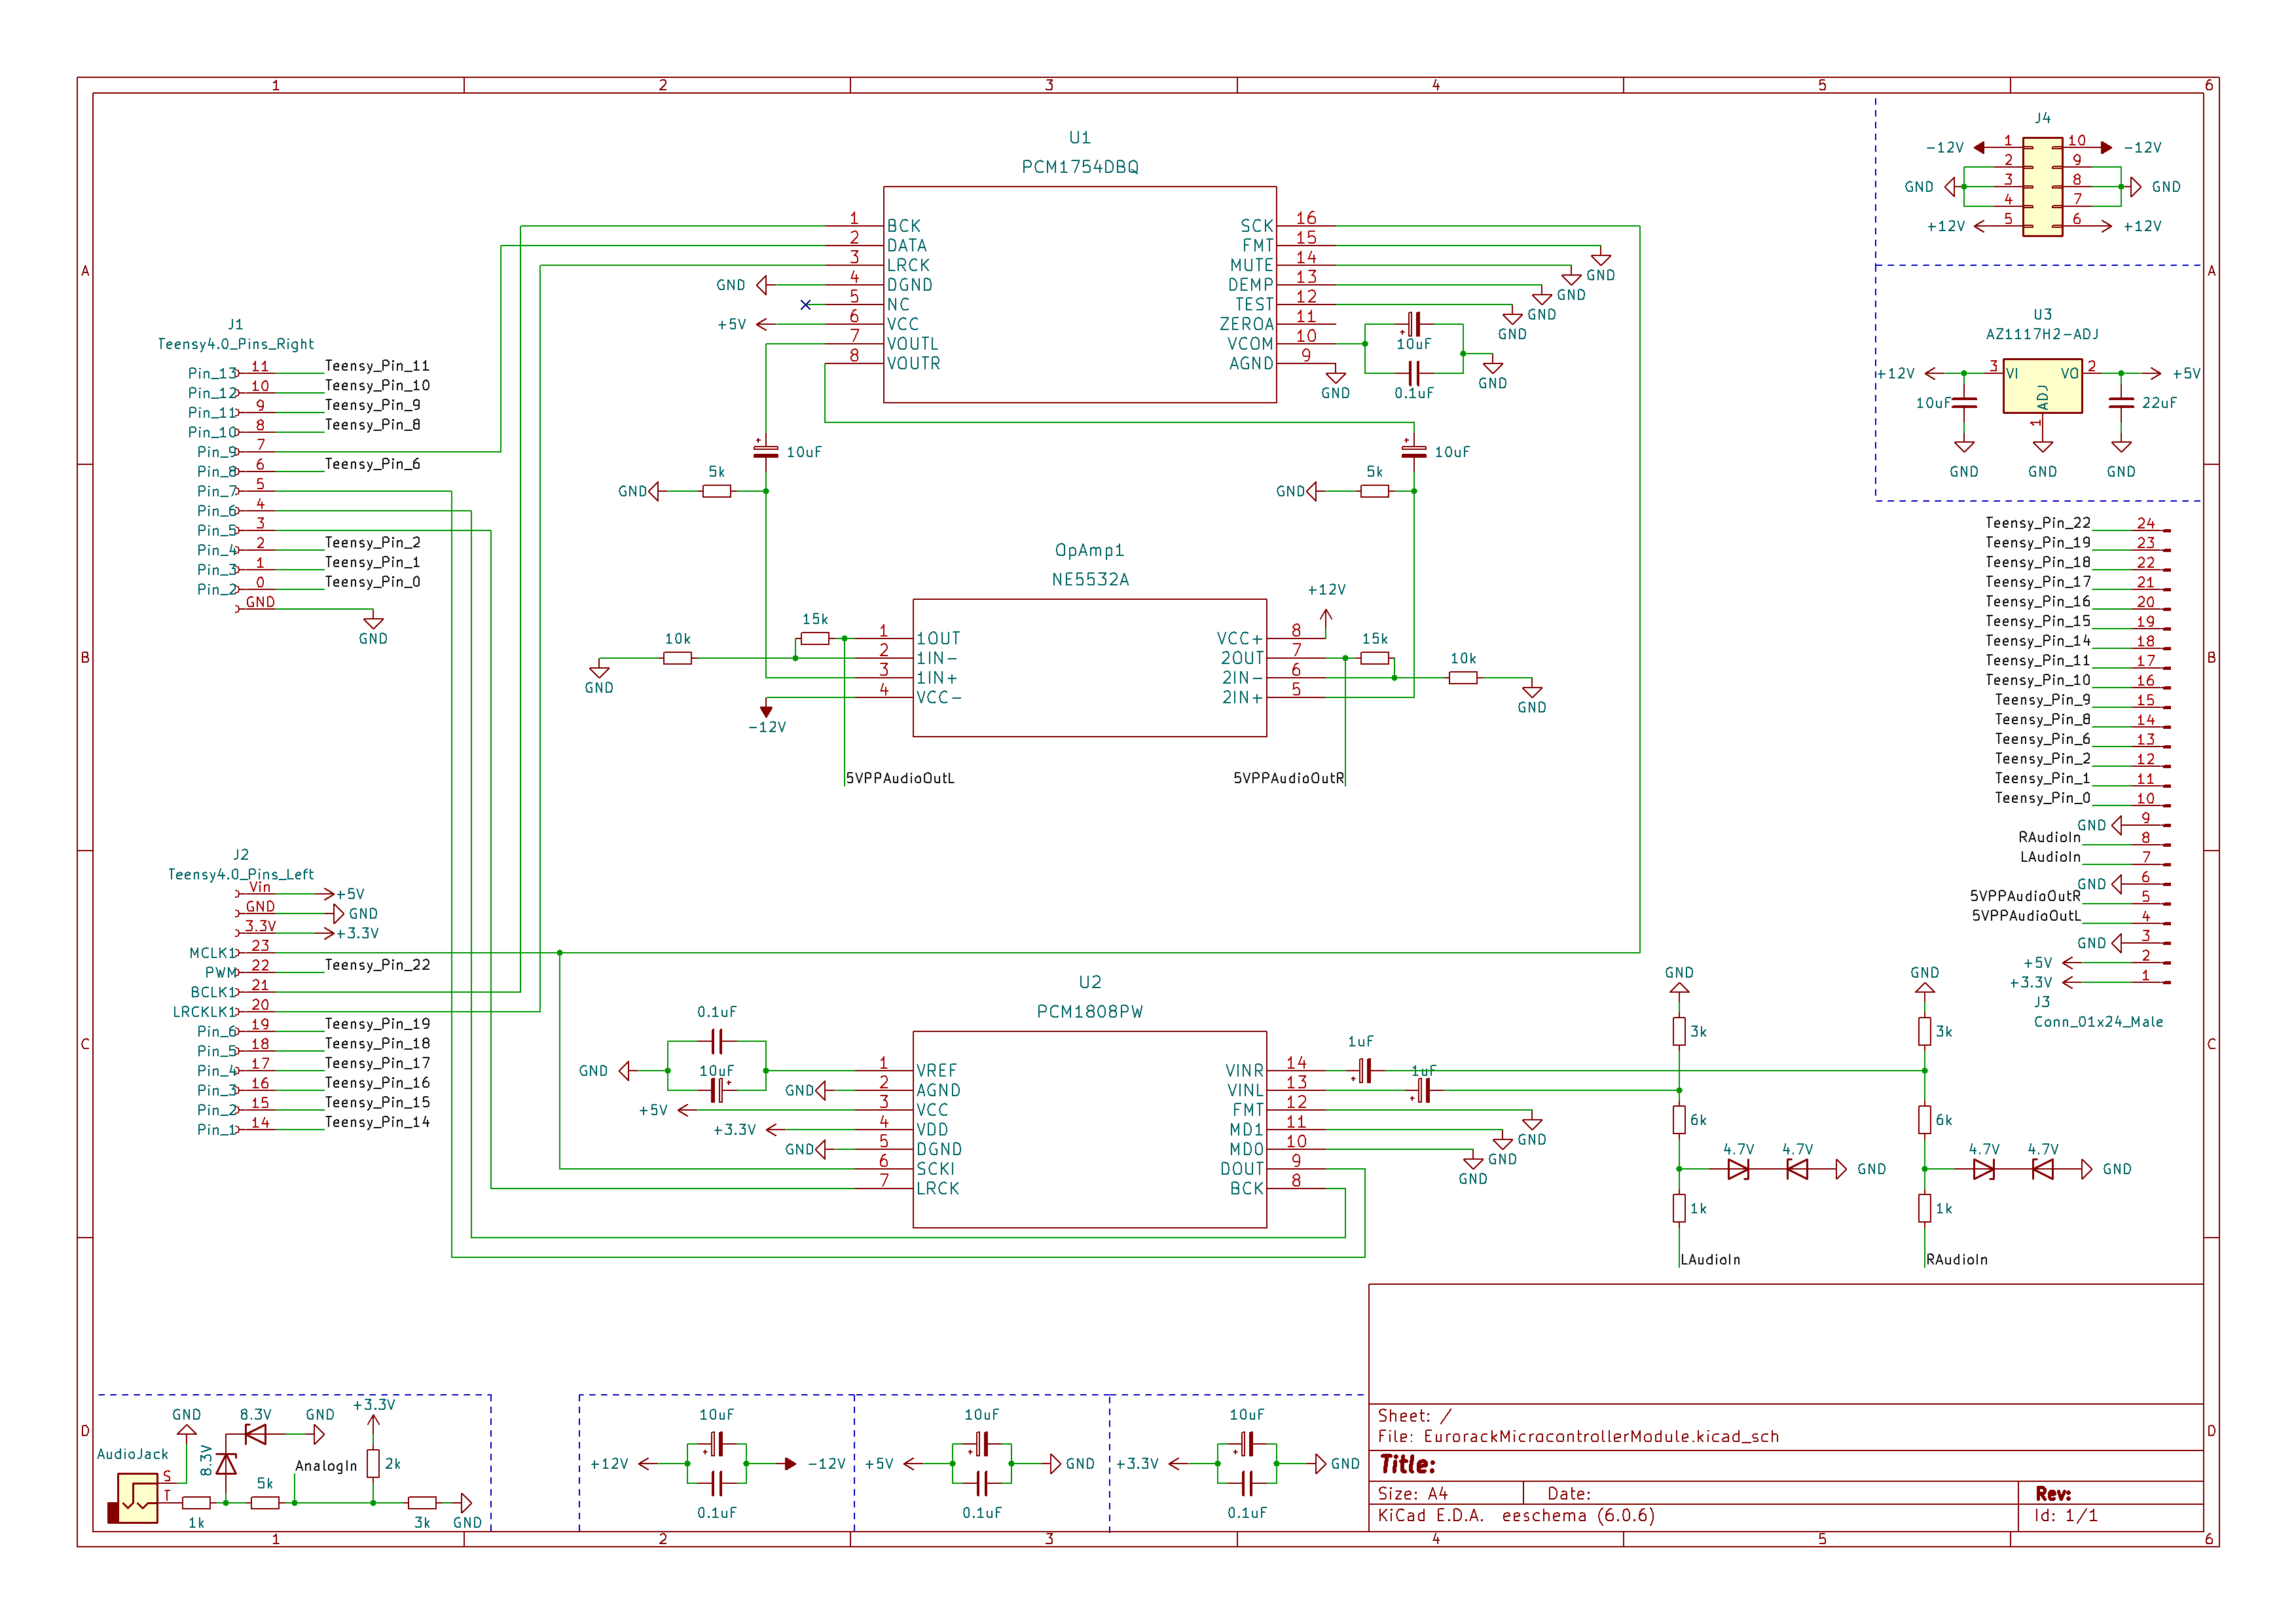 1 2 3 4 5 6
A
B
C
D
A
B
C
D
1 2 3 4 5 6
U1
PCM1754DBQ
1 BCK
2 DATA
3 LRCK
GND 4 DGND
5 NC
+5V 6 VCC
7 VOUTL
8 VOUTR
SCK 16
FMT 15 GND
MUTE 14 GND
DEMP 13 GND
TEST 12 GND
ZEROA 11
VCOM 10
AGND 9 GND
10uF
0.1uF
GND
10uF
5k
GND
10uF
5k
GND
J4
-12V 1 10 -12V
2 9
GND 3 8 GND
4 7
+12V 5 6 +12V
U3
AZ1117H2-ADJ
+12V 3 VI VO 2 +5V
ADJ
1
10uF
22uF
GND GND GND
J1
Teensy4.0_Pins_Right
Pin_13 11 Teensy_Pin_11
Pin_12 10 Teensy_Pin_10
Pin_11 9 Teensy_Pin_9
Pin_10 8 Teensy_Pin_8
Pin_9 7
Pin_8 6 Teensy_Pin_6
Pin_7 5
Pin_6 4
Pin_5 3
Pin_4 2 Teensy_Pin_2
Pin_3 1 Teensy_Pin_1
Pin_2 0 Teensy_Pin_0
GND
GND
OpAmp1
NE5532A
15k
10k
GND
1 1OUT
2 1IN-
3 1IN+
4 VCC-
-12V
+12V
VCC+ 8
2OUT 7
2IN- 6
2IN+ 5
15k
10k
GND
5VPPAudioOutL
5VPPAudioOutR
Teensy_Pin_22 24
Teensy_Pin_19 23
Teensy_Pin_18 22
Teensy_Pin_17 21
Teensy_Pin_16 20
Teensy_Pin_15 19
Teensy_Pin_14 18
Teensy_Pin_11 17
Teensy_Pin_10 16
Teensy_Pin_9 15
Teensy_Pin_8 14
Teensy_Pin_6 13
Teensy_Pin_2 12
Teensy_Pin_1 11
Teensy_Pin_0 10
GND 9
RAudioIn 8
LAudioIn 7
GND 6
5VPPAudioOutR 5
5VPPAudioOutL 4
GND 3
+5V 2
+3.3V 1
J3
Conn_01x24_Male
J2
Teensy4.0_Pins_Left
Vin +5V
GND GND
3.3V +3.3V
MCLK1 23
PWM 22 Teensy_Pin_22
BCLK1 21
LRCKLK1 20
Pin_6 19 Teensy_Pin_19
Pin_5 18 Teensy_Pin_18
Pin_4 17 Teensy_Pin_17
Pin_3 16 Teensy_Pin_16
Pin_2 15 Teensy_Pin_15
Pin_1 14 Teensy_Pin_14
U2
PCM1808PW
0.1uF
GND 10uF
1 VREF
GND 2 AGND
+5V 3 VCC
+3.3V 4 VDD
GND 5 DGND
6 SCKI
7 LRCK
VINR 14
VINL 13
FMT 12 GND
MD1 11 GND
MD0 10 GND
DOUT 9
BCK 8
1uF
1uF
GND
3k
6k
4.7V 4.7V
GND
1k
LAudioIn
GND
3k
6k
4.7V 4.7V
GND
1k
RAudioIn
AudioJack
S
T
GND
8.3V
GND
8.3V
+3.3V
2k
AnalogIn
5k
1k
3k
GND
10uF
+12V -12V
0.1uF
10uF
+5V GND
0.1uF
10uF
+3.3V GND
0.1uF
Sheet: /
File: EurorackMicrocontrollerModule.kicad_sch
Title:
Size: A4 Date: Rev:
KiCad E.D.A. eeschema (6.0.6) Id: 1/1